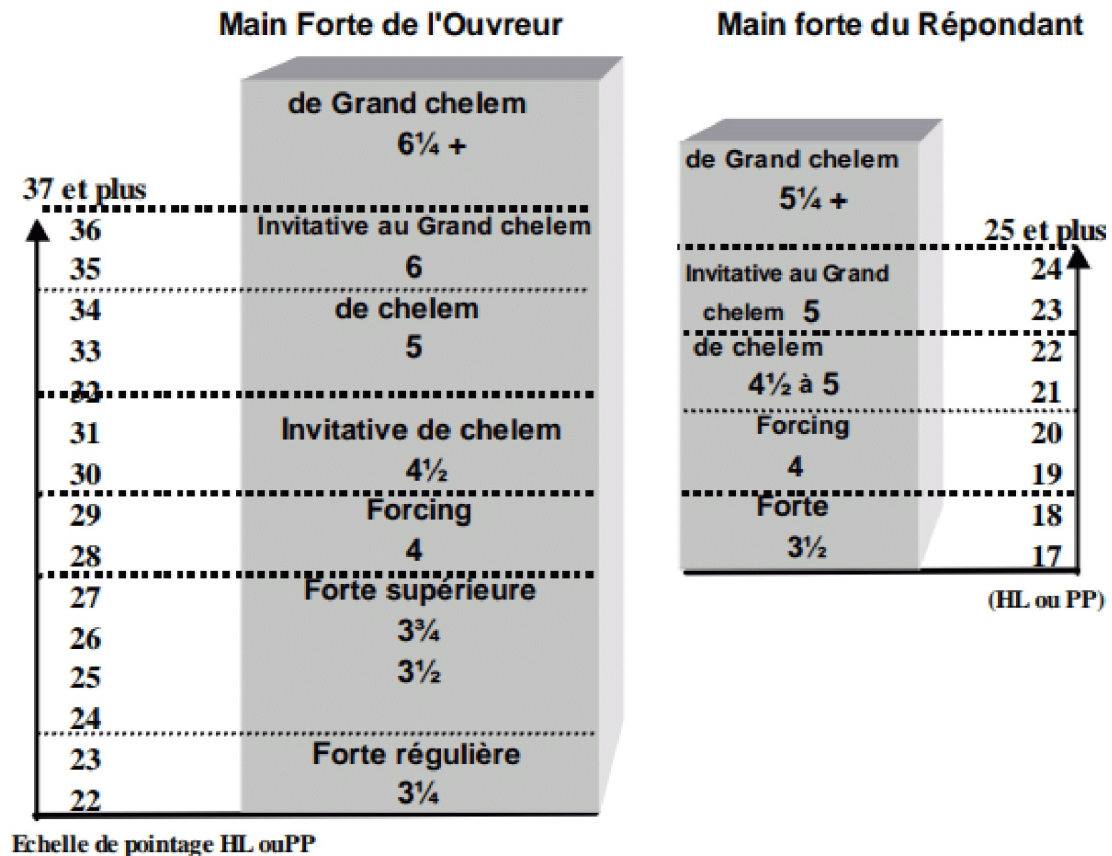 Main Forte de l'Ouvreur
Main forte du Répondant
de Grand chelem
6¼ +
37 et plus
36
Invitative au Grand chelem
35
6
34
de chelem
33
5
32
31
Invitative de chelem
30
4½
29
Forcing
28
4
27
Forte supérieure
26
3¾
25
3½
24
23
Forte régulière
22
3¼
Echelle de pointage HL ouPP
de Grand chelem
5¼ +
25 et plus
Invitative au Grand
24
chelem 5
23
de chelem
22
4½ à 5
21
Forcing
20
4
19
Forte
18
3½
17
(HL ou PP)